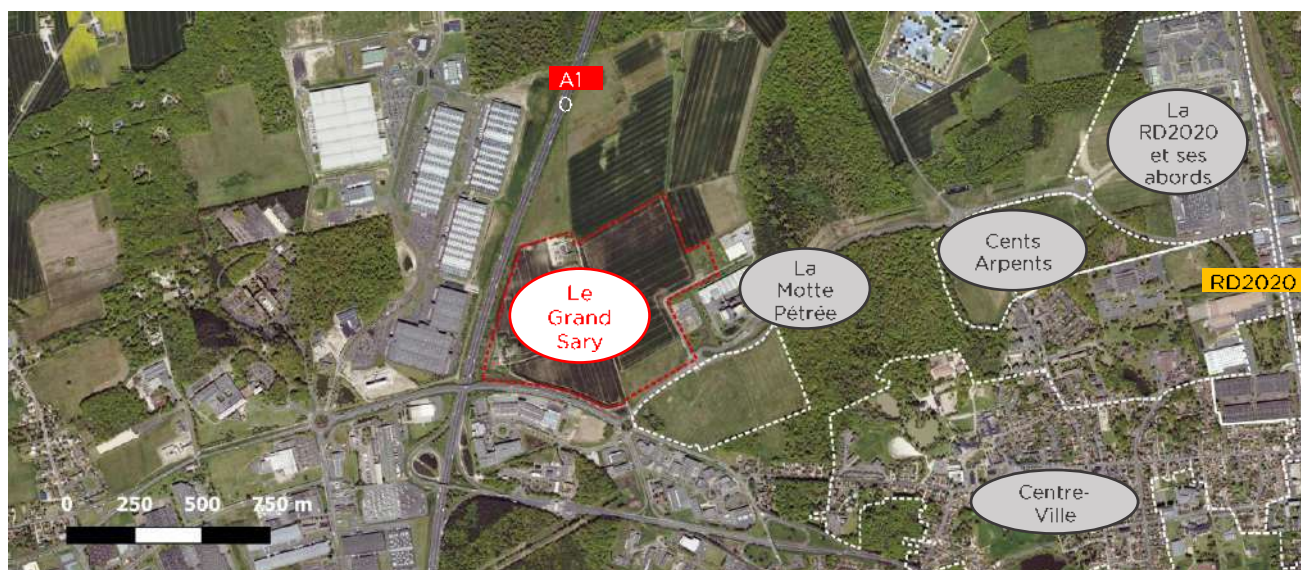 A1
0
La
RD2020
et ses
abords
Cents
Arpents
La
Motte
Pétrée
RD2020
Le
Grand
Sary
Centre-
Ville
0 250 500 750 m